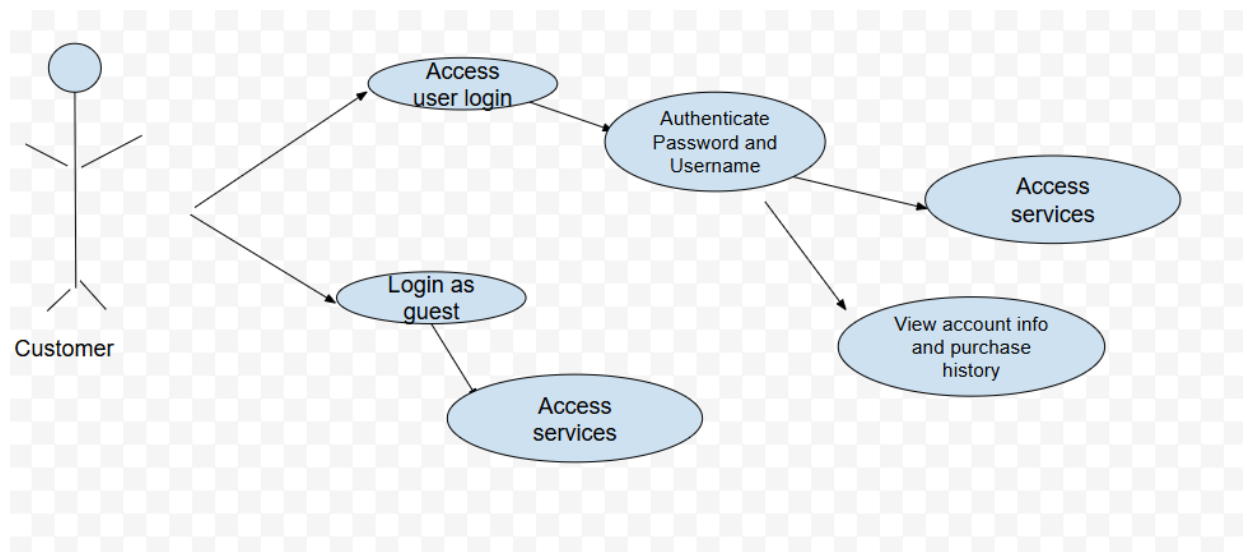 Access
user login
Authenticate
Password and
Username
Access
services
Login as
guest
View account info
and purchase
history
Customer
Access
services